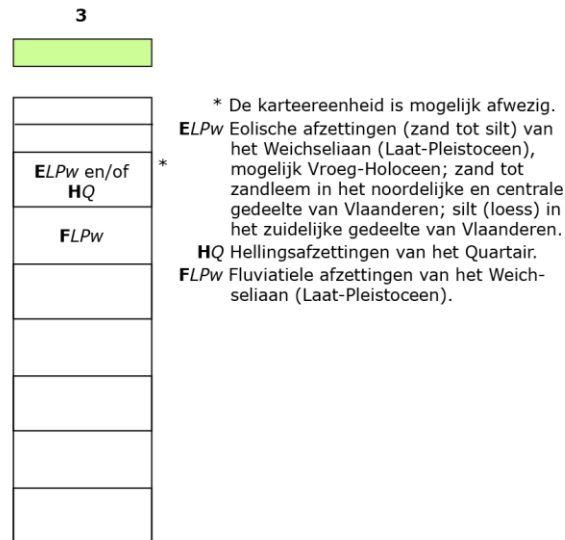 3
* De karteereenheid is mogelijk afwezig.
ELPw Eolische afzettingen (zand tot silt) van
het Weichseliaan (Laat-Pleistoceen),
mogelijk Vroeg-Holoceen; zand tot
zandleem in het noordelijke en centrale
gedeelte van Vlaanderen; silt (loess) in
het zuidelijke gedeelte van Vlaanderen.
HQ Hellingsafzettingen van het Quartair.
FLPw Fluviatiele afzettingen van het Weich-
seliaan (Laat-Pleistoceen).
ELPw en/of *
HQ
FLPw